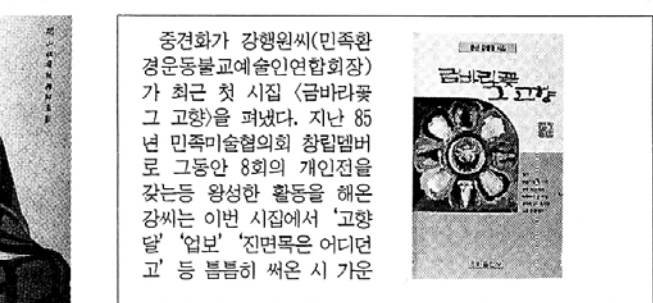 중견화가 강행원씨(민족환
경운동불교예술인연합회장)
가 최근 첫 시집 〈금바라꽃
그 고향〉을 펴냈다. 지난 85
년 민족미술협의회 창립멤버
로 그동안 8회의 개인전을
갖는등 왕성한 활동을 해온
강씨는 이번 시집에서 ‘고향
달’ ‘업보’ ‘진면목은 어디던
고’ 등 틈틈히 써온 시 가운
금바라꽃
그 고향